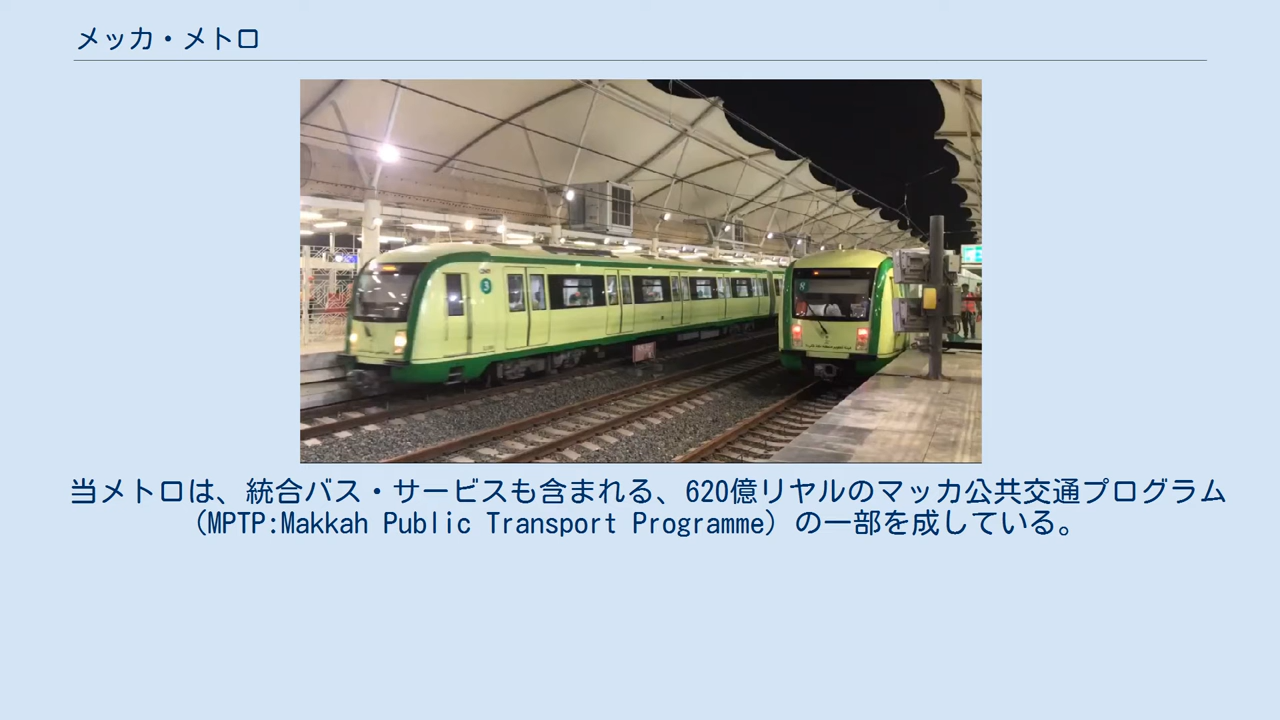 メッカ・メトロ
3
当メトロは、統合バス・サービスも含まれる、620億リヤルのマッカ公共交通プログラム
（MPTP:Makkah Public Transport Programme）の一部を成している。